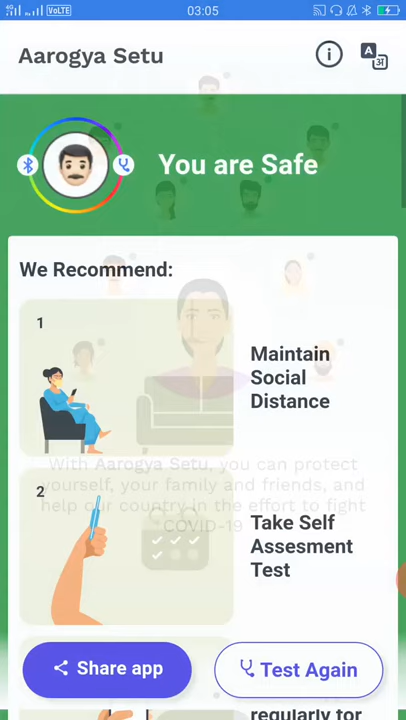 4G
VoLTE
03:05
Aarogya Setu
A
अ
You are Safe
We Recommend:
1
Maintain
Social
Distance
With Aarogya Setu, you can protect
yourself, your family and friends, and
help our country in the effort to fight
COVID-19
2
Take Self
Assesment
Test
Share app
Test Again
regularly for